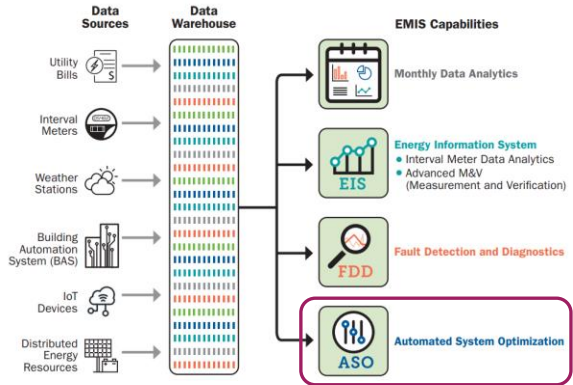 Data
Sources
Data
Warehouse
EMIS Capabilities
Utility
Bills
$
Monthly Data Analytics
Interval
Meters
Energy Information System
• Interval Meter Data Analytics
• Advanced M&V
(Measurement and Verification)
EIS
Weather
Stations
Building
Automation
System (BAS)
Fault Detection and Diagnostics
FDD
IoT
Devices
Automated System Optimization
ASO
Distributed
Energy
Resources